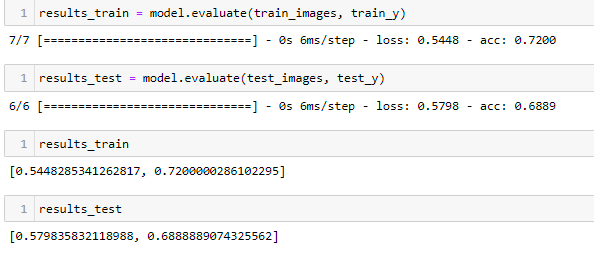 1 results_train = model.evaluate(train_images, train_y)
7/7 [==============================] - 0s 6ms/step - loss: 0.5448 - acc: 0.7200
1 results_test = model.evaluate(test_images, test_y)
6/6 [==============================] - 0s 6ms/step - loss: 0.5798 - acc: 0.6889
1 results_train
[0.5448285341262817, 0.7200000286102295]
1 results_test
[0.579835832118988, 0.6888889074325562]